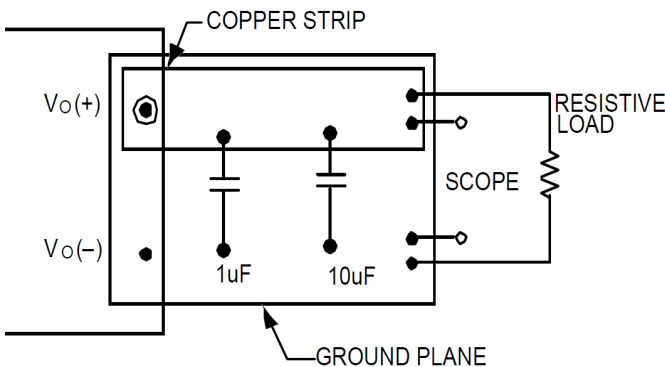 COPPER STRIP
VO(+)
RESISTIVE
LOAD
SCOPE
VO(–)
1uF
10uF
GROUND PLANE